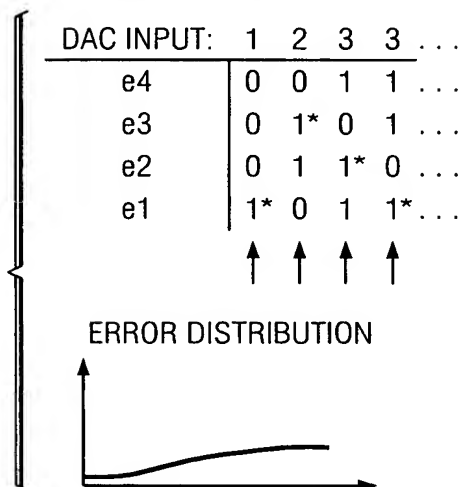 DAC INPUT: 1 2 3 3 . . .
e4 0 0 1 1 . . .
e3 0 1* 0 1 . . .
e2 0 1 1* 0 . . .
e1 1* 0 1 1* . . .
ERROR DISTRIBUTION